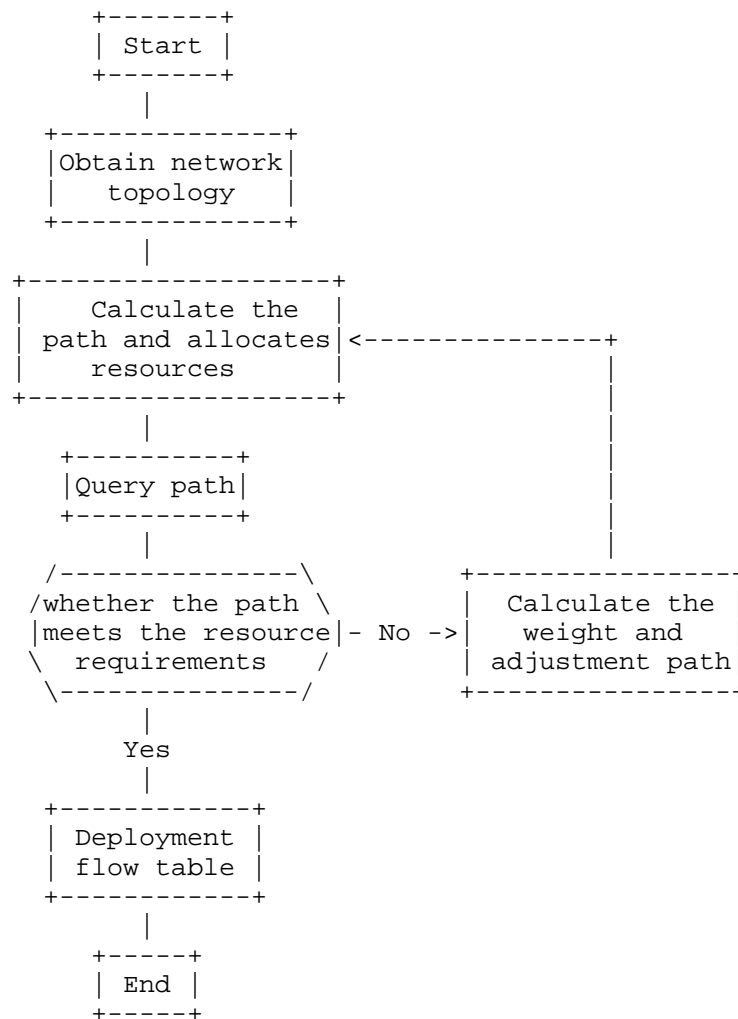 Start
Obtain network
topology
Calculate the
path and allocates
resources
Query path
whether the path
meets the resource
requirements
No
Calculate the
weight and
adjustment path
Yes
Deployment
flow table
End